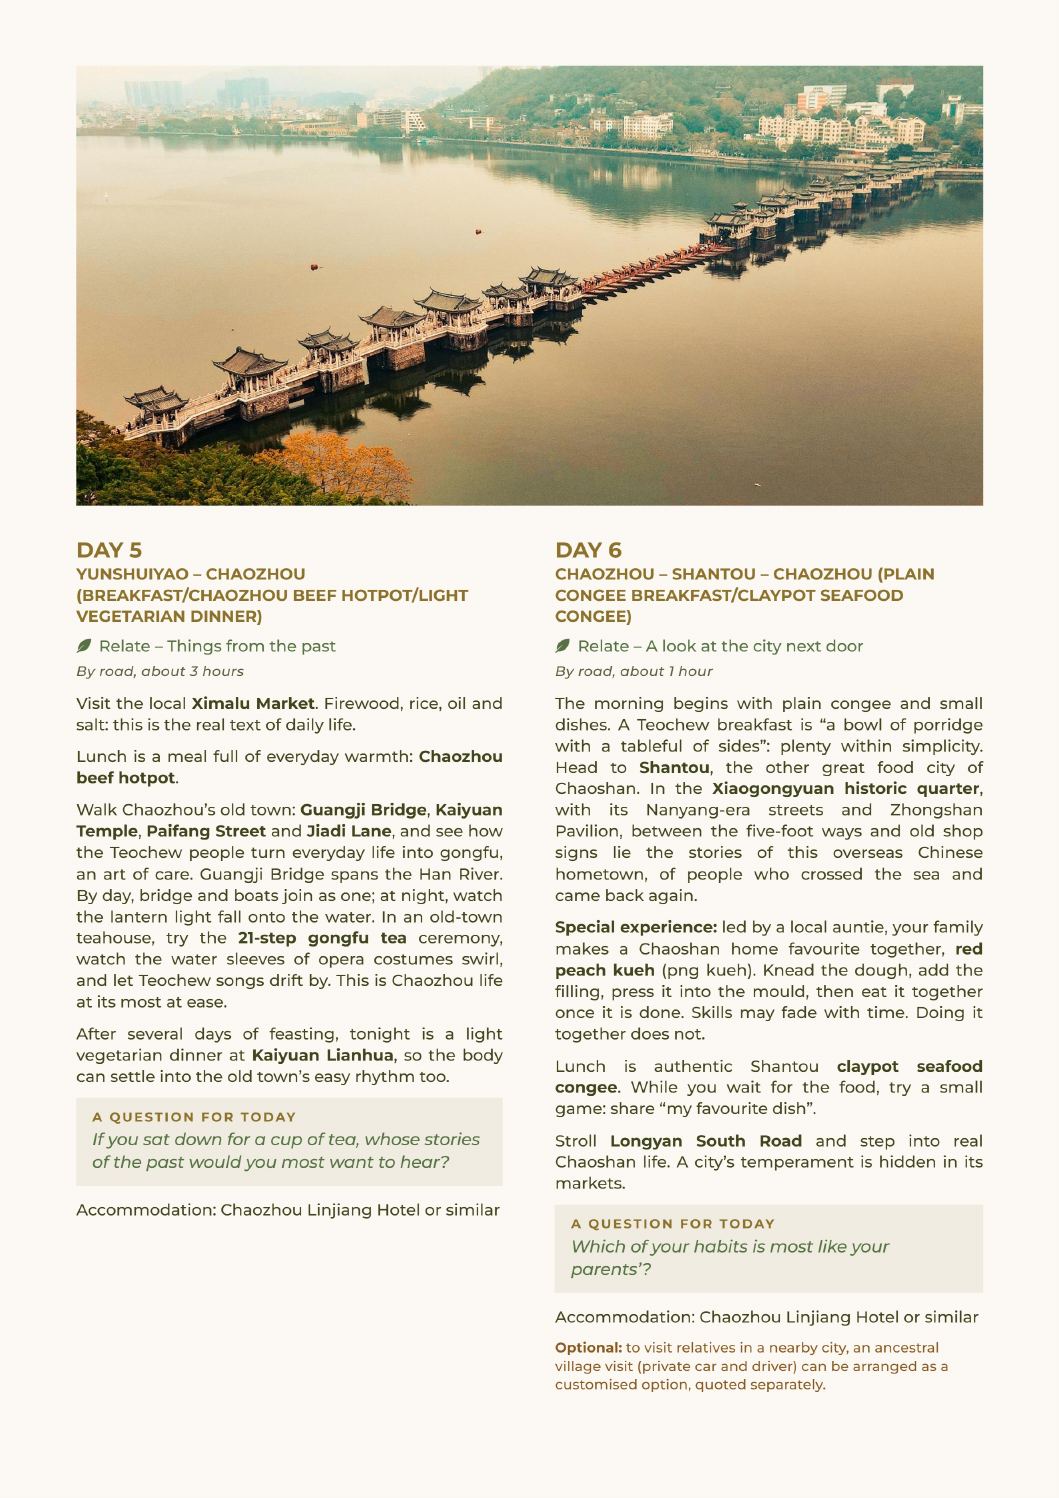 DAY 5
YUNSHUIYAO – CHAOZHOU
(BREAKFAST/CHAOZHOU BEEF HOTPOT/LIGHT
VEGETARIAN DINNER)
Relate – Things from the past
By road, about 3 hours
Visit the local Ximalu Market. Firewood, rice, oil and
salt: this is the real text of daily life.
Lunch is a meal full of everyday warmth: Chaozhou
beef hotpot.
Walk Chaozhou’s old town: Guangji Bridge, Kaiyuan
Temple, Paifang Street and Jiadi Lane, and see how
the Teochew people turn everyday life into gongfu,
an art of care. Guangji Bridge spans the Han River.
By day, bridge and boats join as one; at night, watch
the lantern light fall onto the water. In an old-town
teahouse, try the 21-step gongfu tea ceremony,
watch the water sleeves of opera costumes swirl,
and let Teochew songs drift by. This is Chaozhou life
at its most at ease.
After several days of feasting, tonight is a light
vegetarian dinner at Kaiyuan Lianhua, so the body
can settle into the old town’s easy rhythm too.
A QUESTION FOR TODAY
If you sat down for a cup of tea, whose stories
of the past would you most want to hear?
Accommodation: Chaozhou Linjiang Hotel or similar
DAY 6
CHAOZHOU – SHANTOU – CHAOZHOU (PLAIN
CONGEE BREAKFAST/CLAYPOT SEAFOOD
CONGEE)
Relate – A look at the city next door
By road, about 1 hour
The morning begins with plain congee and small
dishes. A Teochew breakfast is “a bowl of porridge
with a tableful of sides”: plenty within simplicity.
Head to Shantou, the other great food city of
Chaoshan. In the Xiaogongyuan historic quarter,
with its Nanyang-era streets and Zhongshan
Pavilion, between the five-foot ways and old shop
signs lie the stories of this overseas Chinese
hometown, of people who crossed the sea and
came back again.
Special experience: led by a local auntie, your family
makes a Chaoshan home favourite together, red
peach kueh (png kueh). Knead the dough, add the
filling, press it into the mould, then eat it together
once it is done. Skills may fade with time. Doing it
together does not.
Lunch is authentic Shantou claypot seafood
congee. While you wait for the food, try a small
game: share “my favourite dish”.
Stroll Longyan South Road and step into real
Chaoshan life. A city’s temperament is hidden in its
markets.
A QUESTION FOR TODAY
Which of your habits is most like your
parents’?
Accommodation: Chaozhou Linjiang Hotel or similar
Optional: to visit relatives in a nearby city, an ancestral
village visit (private car and driver) can be arranged as a
customised option, quoted separately.